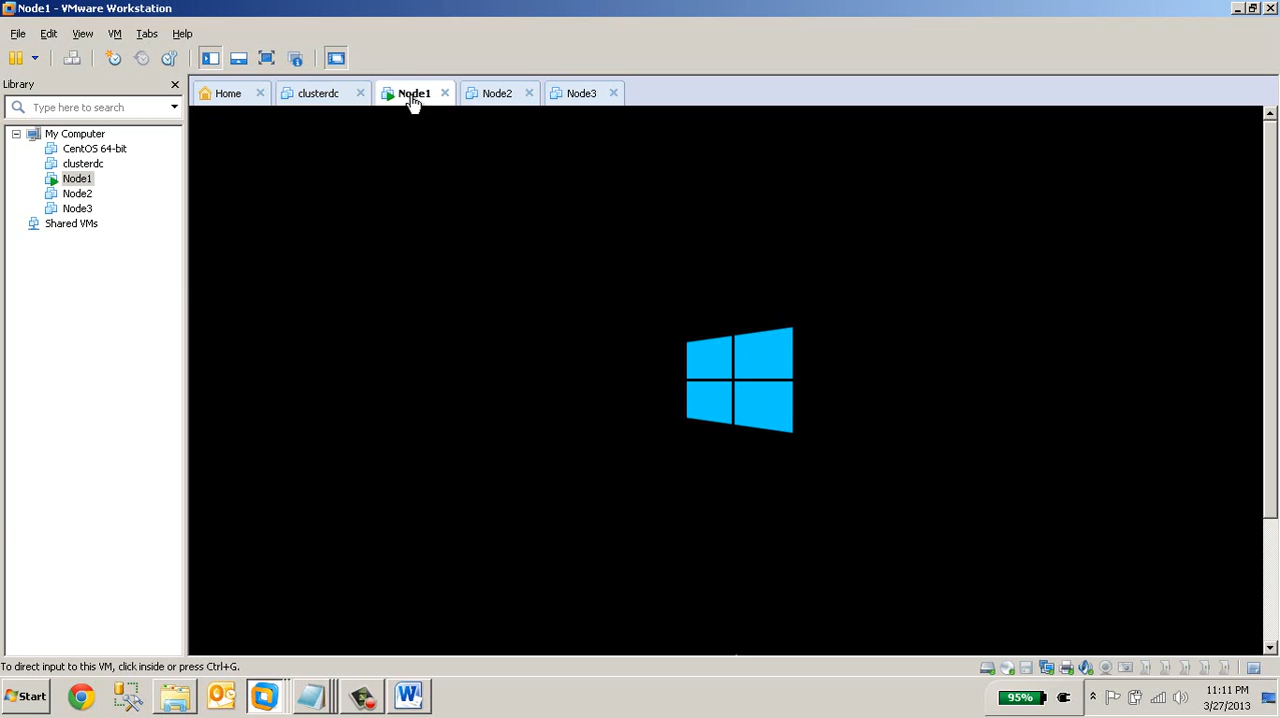 Node1 - VMware Workstation
File Edit View VM Tabs Help
Library
Type here to search
My Computer
CentOS 64-bit
clusterdc
Node1
Node2
Node3
Shared VMs
Home clusterdc Node1 Node2 Node3
To direct input to this VM, click inside or press Ctrl+G.
Start
95%
11:11 PM
3/27/2013